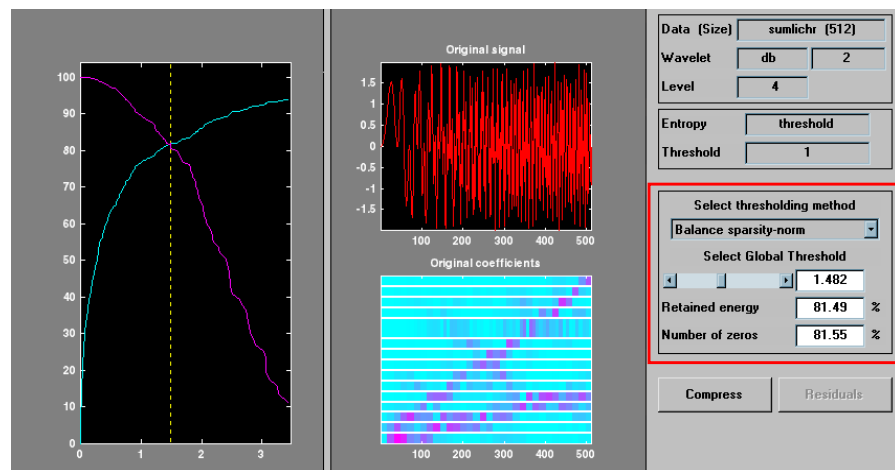 100
90
80
70
60
50
40
30
20
10
0
0 1 2 3
Original signal
1.5
1
0.5
0
-0.5
-1
-1.5
100 200 300 400 500
Original coefficients
100 200 300 400 500
Data (Size) sumlichr (512)
Wavelet db 2
Level 4
Entropy threshold
Threshold 1
Select thresholding method
Balance sparsity-norm
Select Global Threshold
1.482
Retained energy 81.49 %
Number of zeros 81.55 %
Compress Residuals